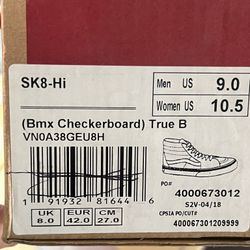 SK8-Hi
Men US 9.0
Women US 10.5
(Bmx Checkerboard) True B
VN0A38GEU8H
PO#
4000673012
S2V-04/18
CPSIA PO/CUT#
400067301209999
1 91932 81644 6
UK EUR CM
8.0 42.0 27.0